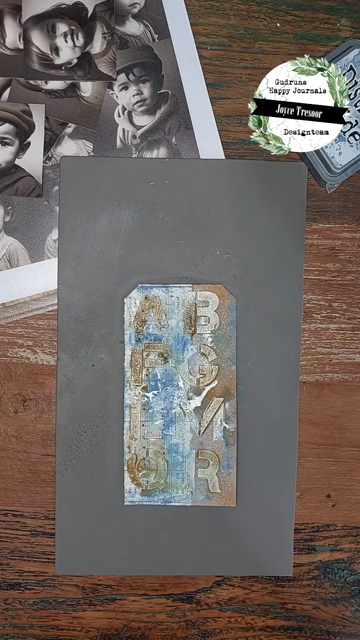 Gudruns
Happy Journals
Joyce Tresoor
Designteam
A B
F G
L M
Q R